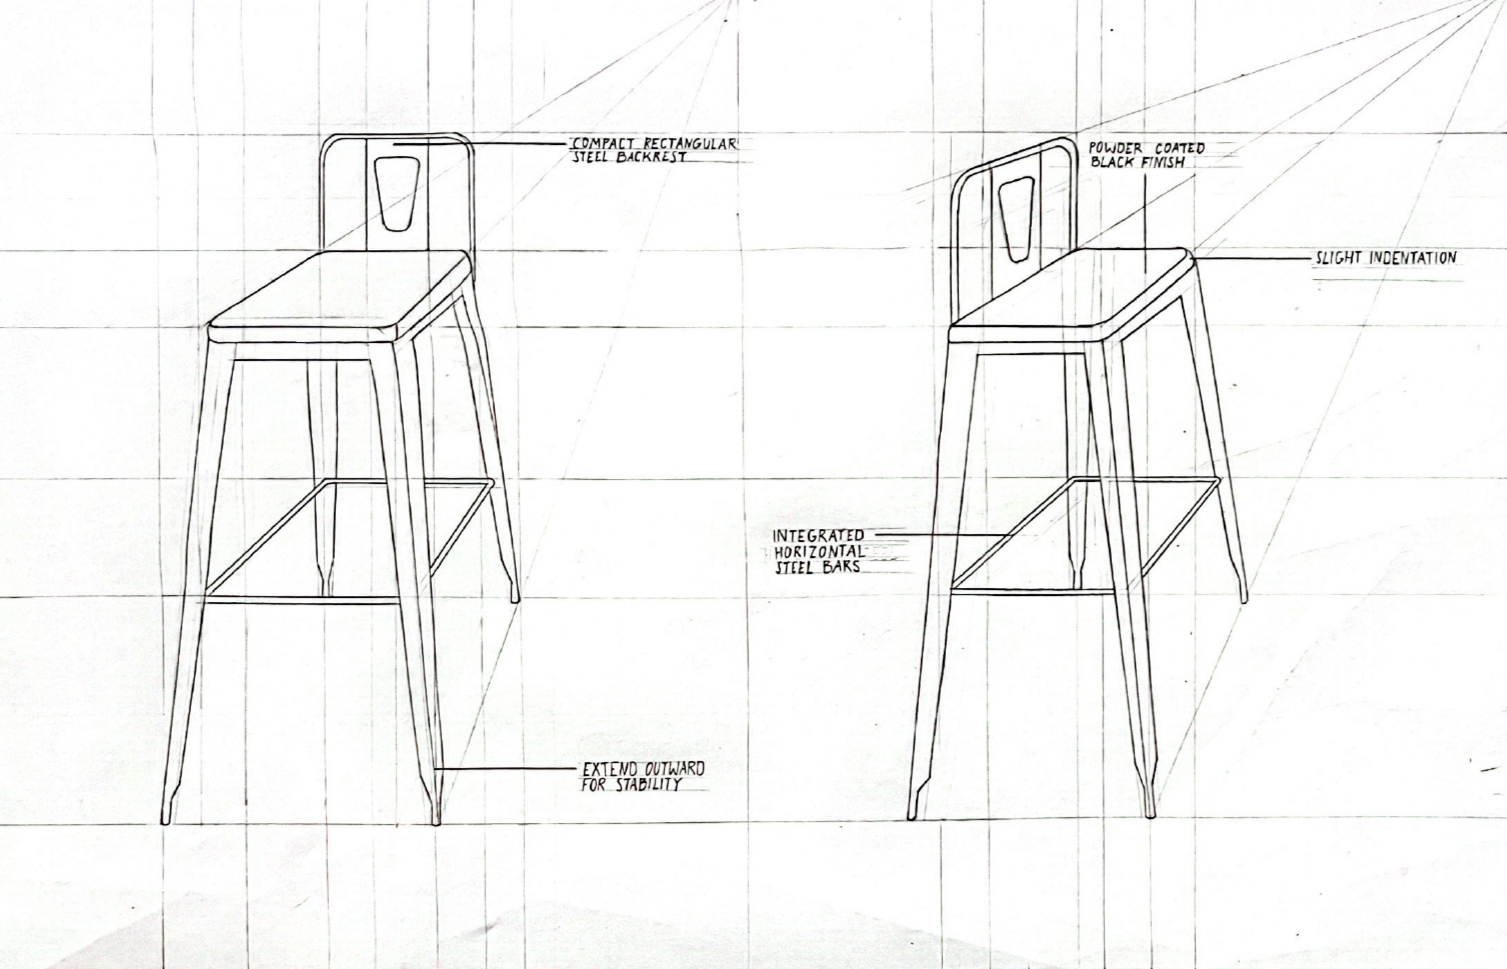 COMPACT RECTANGULAR
STEEL BACKREST
POWDER COATED
BLACK FINISH
SLIGHT INDENTATION
INTEGRATED
HORIZONTAL
STEEL BARS
EXTEND OUTWARD
FOR STABILITY